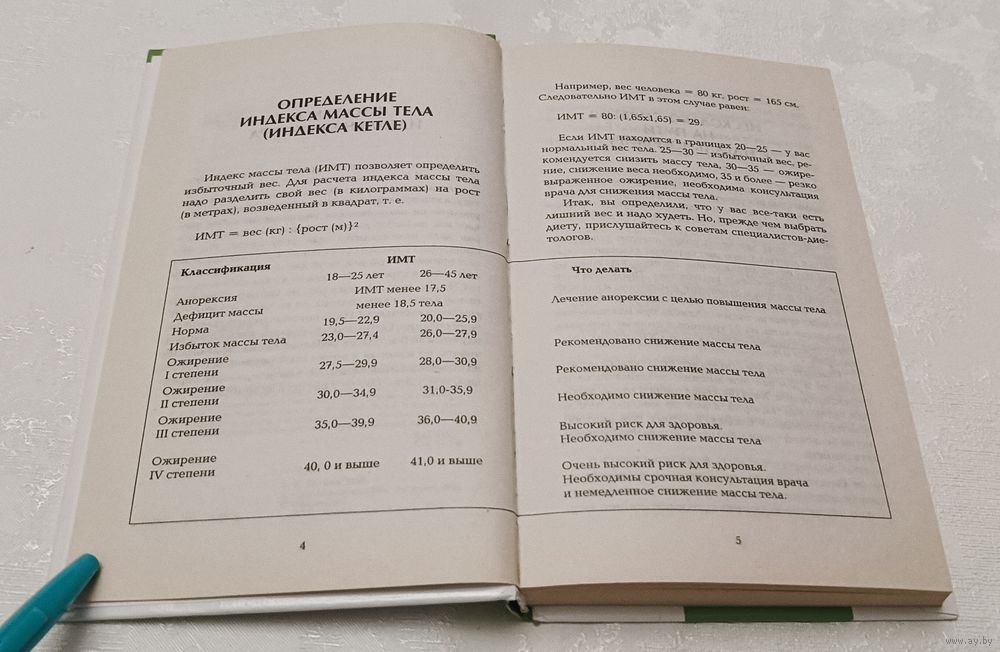 ОПРЕДЕЛЕНИЕ
ИНДЕКСА МАССЫ ТЕЛА
(ИНДЕКСА КЕТЛЕ)
Индекс массы тела (ИМТ) позволяет определить
избыточный вес. Для расчета индекса массы тела
надо разделить свой вес (в килограммах) на рост
(в метрах), возведенный в квадрат, т. е.
ИМТ = вес (кг) : {рост (м)}²
Классификация ИМТ
18—25 лет 26—45 лет
Анорексия ИМТ менее 17,5
Дефицит массы менее 18,5 тела
Норма 19,5—22,9 20,0—25,9
Избыток массы тела 23,0—27,4 26,0—27,9
Ожирение
I степени 27,5—29,9 28,0—30,9
Ожирение
II степени 30,0—34,9 31,0-35,9
Ожирение
III степени 35,0—39,9 36,0—40,9
Ожирение
IV степени 40, 0 и выше 41,0 и выше
4
Например, вес человека = 80 кг, рост = 165 см.
Следовательно ИМТ в этом случае равен:
ИМТ = 80: (1,65х1,65) = 29.
Если ИМТ находится в границах 20—25 — у вас
нормальный вес тела. 25—30 — избыточный вес, ре-
комендуется снизить массу тела, 30—35 — ожире-
ние, снижение веса необходимо, 35 и более — резко
выраженное ожирение, необходима консультация
врача для снижения массы тела.
Итак, вы определили, что у вас все-таки есть
лишний вес и надо худеть. Но, прежде чем выбрать
диету, прислушайтесь к советам специалистов-дие-
тологов.
Что делать
Лечение анорексии с целью повышения массы тела
Рекомендовано снижение массы тела
Рекомендовано снижение массы тела
Необходимо снижение массы тела
Высокий риск для здоровья.
Необходимо снижение массы тела
Очень высокий риск для здоровья.
Необходимы срочная консультация врача
и немедленное снижение массы тела.
5
www.ay.by